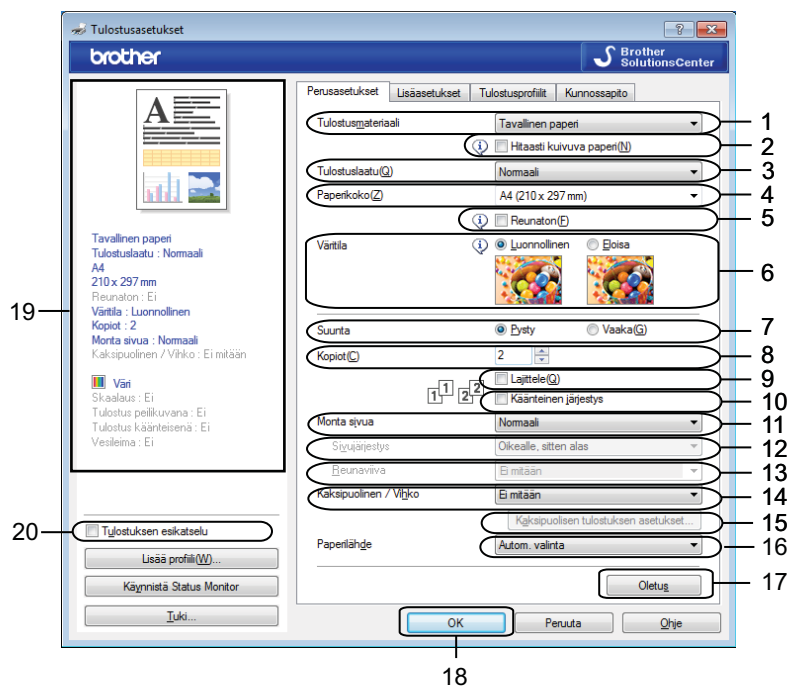 Tulostusasetukset
brother
Brother
SolutionsCenter
Perusasetukset Lisäasetukset Tulostusprofiilit Kunnossapito
Tulostusmateriaali Tavallinen paperi 1
Hitaasti kuivuva paperi(N) 2
Tulostuslaatu(Q) Normaali 3
Paperikoko(Z) A4 (210 x 297 mm) 4
Reunaton(F) 5
Väritila Luonnollinen Eloisa 6
Suunta Pysty Vaaka(G) 7
Kopiot(C) 2 8
Lajittele(Q) 9
1 1 2 2
Käänteinen järjestys 10
Monta sivua Normaali 11
Sivujärjestys Oikealle, sitten alas 12
Reunaviiva Ei mitään 13
Kaksipuolinen / Vihko Ei mitään 14
Kaksipuolisen tulostuksen asetukset... 15
Paperilähde Autom. valinta 16
Oletus 17
A
Tavallinen paperi
Tulostuslaatu : Normaali
A4
210 x 297 mm
Reunaton : Ei
19
Väritila : Luonnollinen
Kopiot : 2
Monta sivua : Normaali
Kaksipuolinen / Vihko : Ei mitään
Väri
Skaalaus : Ei
Tulostus peilikuvana : Ei
Tulostus käänteisenä : Ei
Vesileima : Ei
20 Tulostuksen esikatselu
Lisää profiili(W)...
Käynnistä Status Monitor
Tuki...
OK Peruuta Ohje
18